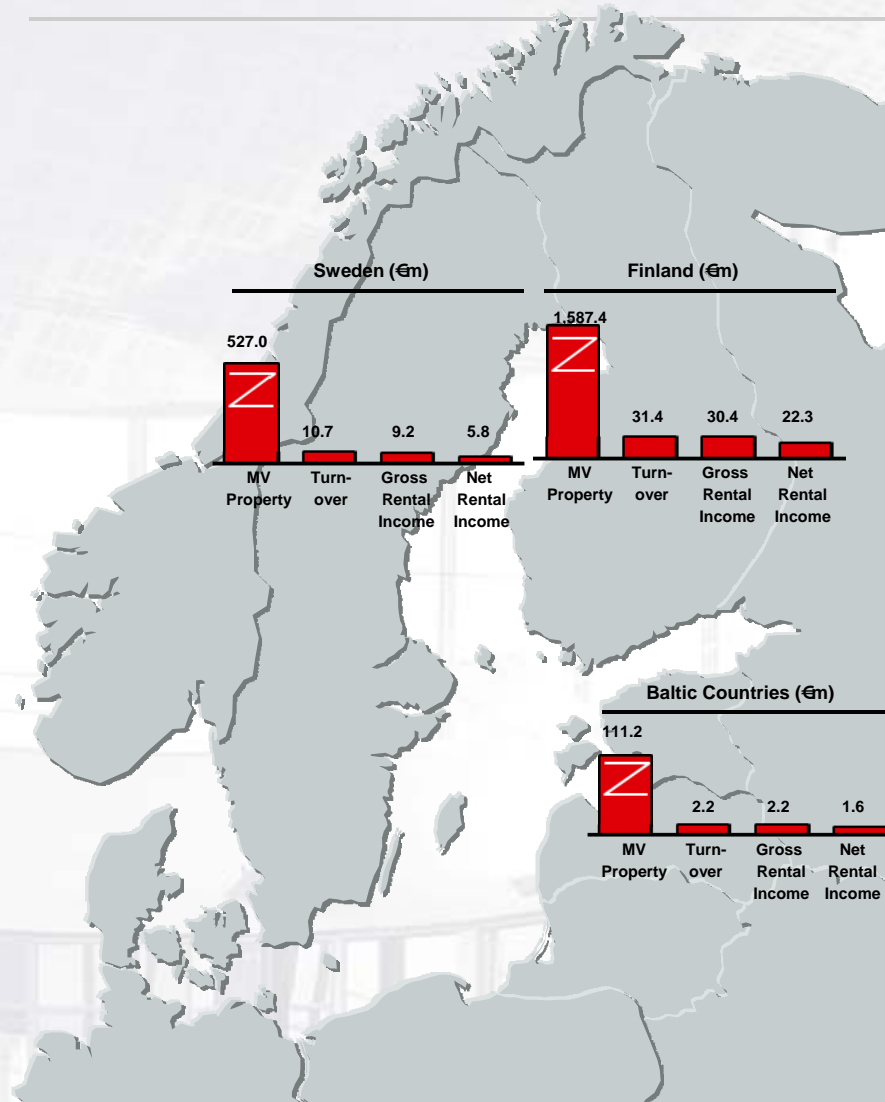 Sweden (€m)
527.0
10.7
9.2
5.8
MV
Property
Turn-
over
Gross
Rental
Income
Net
Rental
Income
Finland (€m)
1,587.4
31.4
30.4
22.3
MV
Property
Turn-
over
Gross
Rental
Income
Net
Rental
Income
Baltic Countries (€m)
111.2
2.2
2.2
1.6
MV
Property
Turn-
over
Gross
Rental
Income
Net
Rental
Income